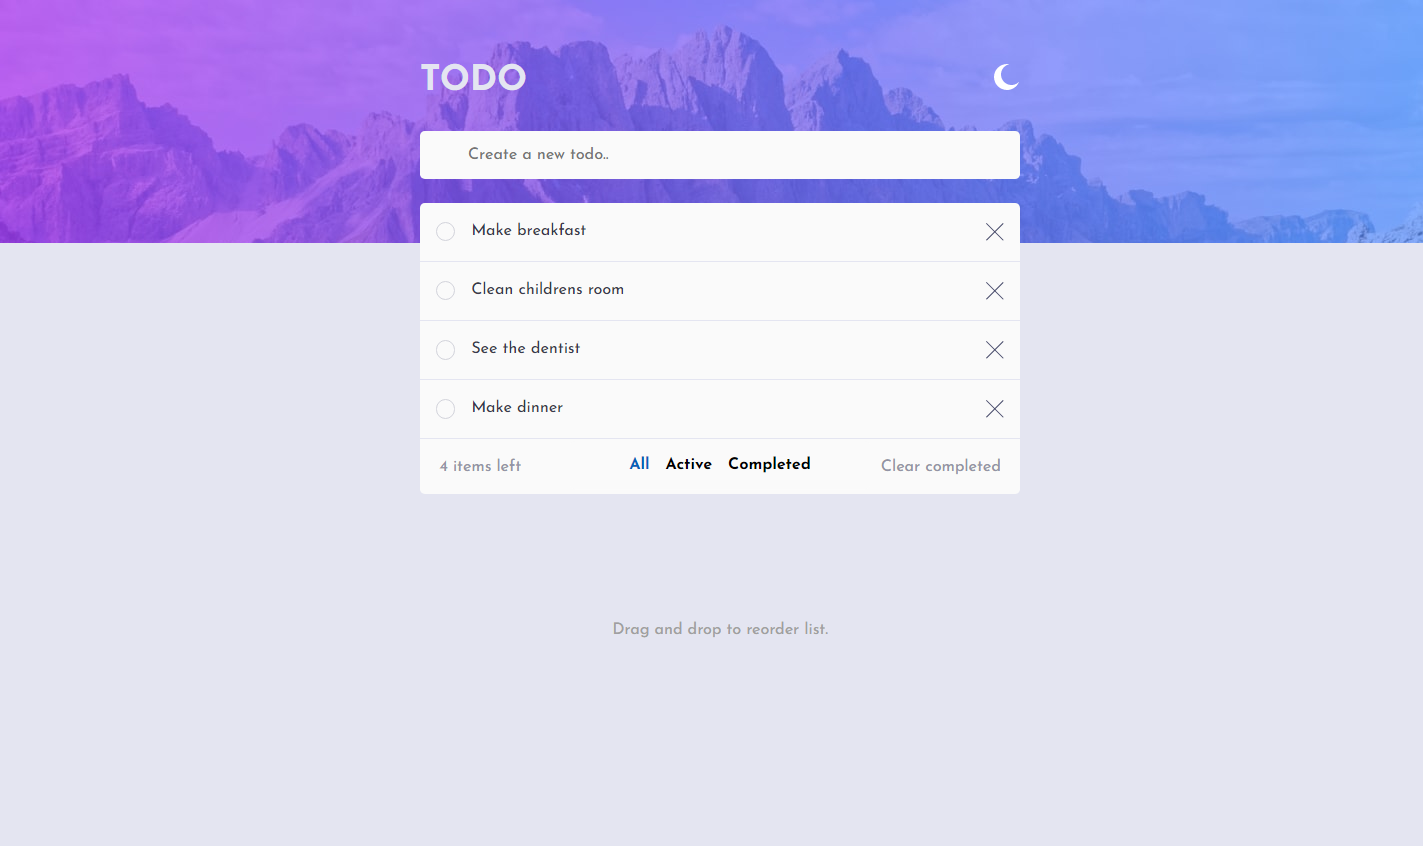 TODO
Create a new todo..
Make breakfast
Clean childrens room
See the dentist
Make dinner
4 items left All Active Completed Clear completed
Drag and drop to reorder list.